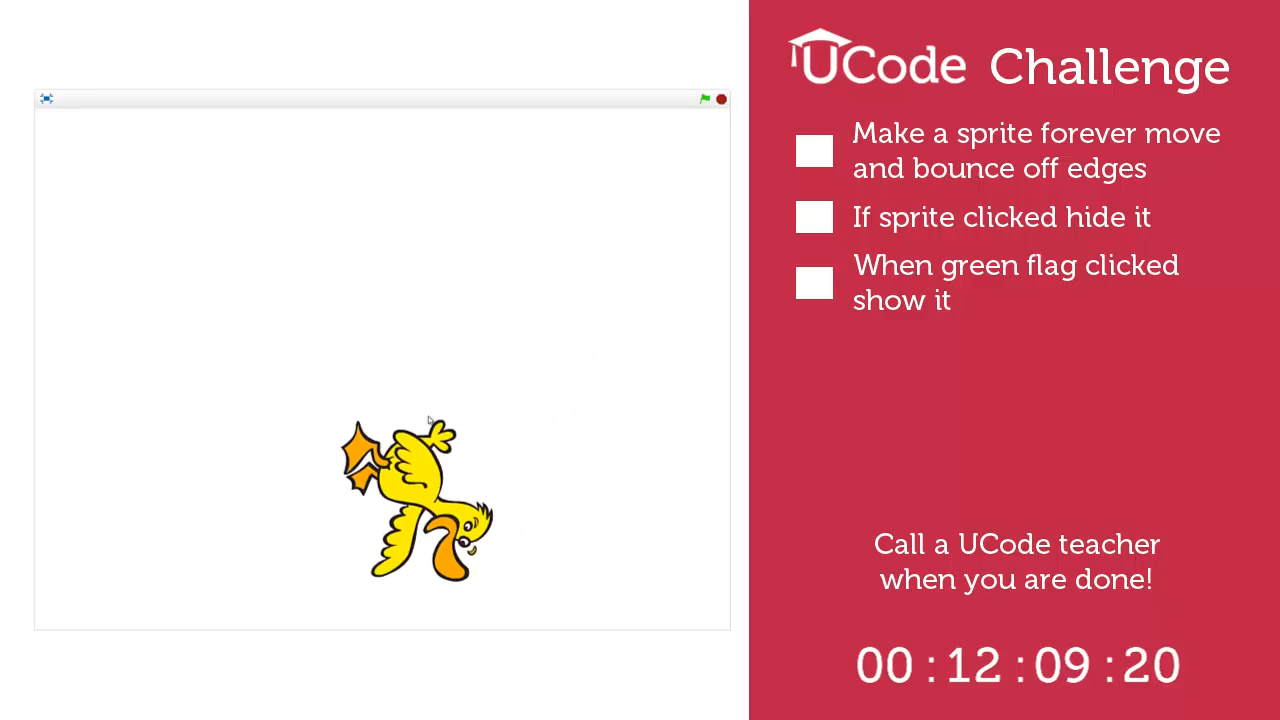 UCode Challenge
Make a sprite forever move
and bounce off edges
If sprite clicked hide it
When green flag clicked
show it
Call a UCode teacher
when you are done!
00 : 12 : 09 : 20